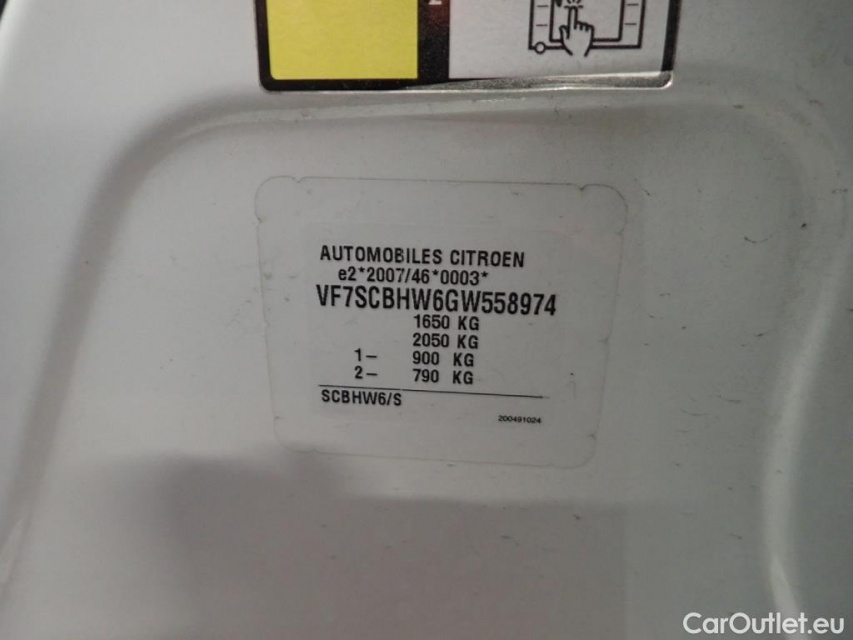 AUTOMOBILES CITROEN
e2*2007/46*0003*
VF7SCBHW6GW558974
1650 KG
2050 KG
1- 900 KG
2- 790 KG
SCBHW6/S
200491024
CarOutlet.eu